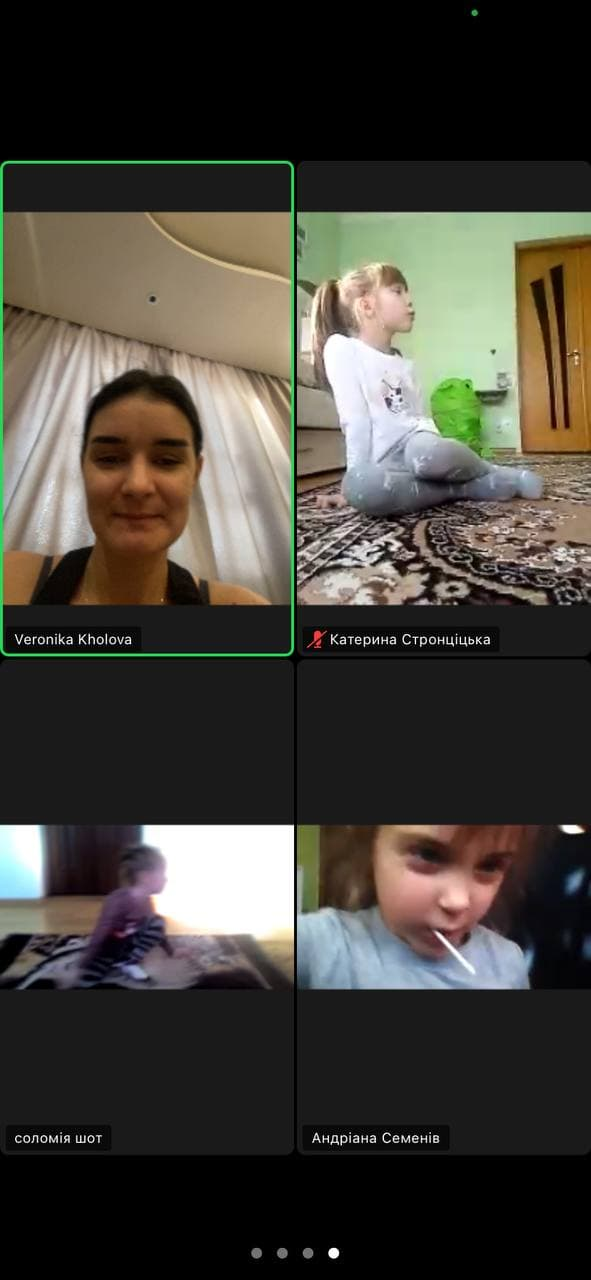 Veronika Kholova
Катерина Стронціцька
соломія шот
Андріана Семенів